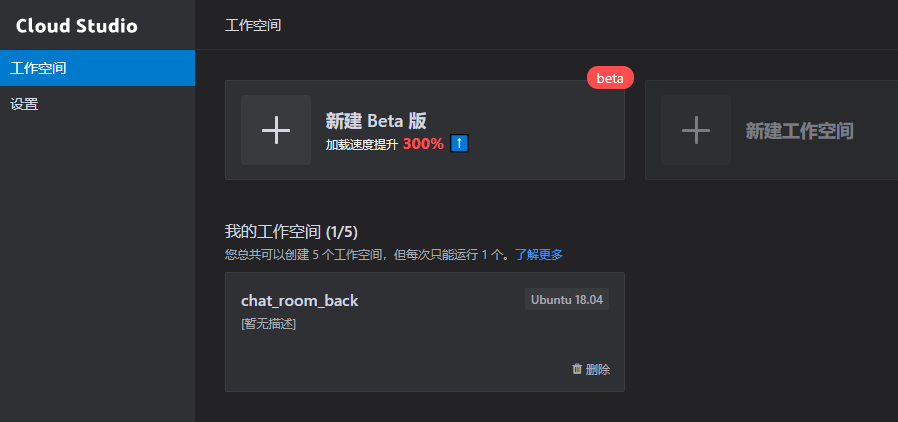 Cloud Studio
工作空间
设置
工作空间
beta
新建 Beta 版
加载速度提升 300% ↑
新建工作空间
我的工作空间 (1/5)
您总共可以创建 5 个工作空间，但每次只能运行 1 个。了解更多
chat_room_back
Ubuntu 18.04
[暂无描述]
删除